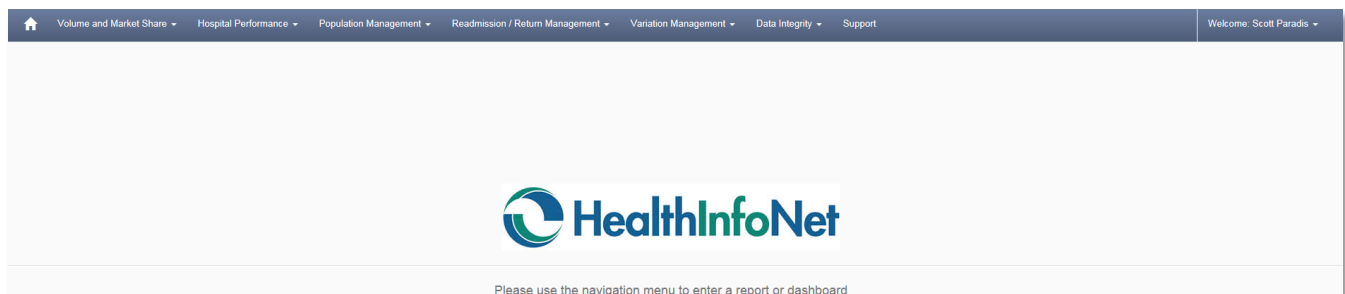 Volume and Market Share Hospital Performance Population Management Readmission / Return Management Variation Management Data Integrity Support Welcome: Scott Paradis
HealthInfoNet
Please use the navigation menu to enter a report or dashboard